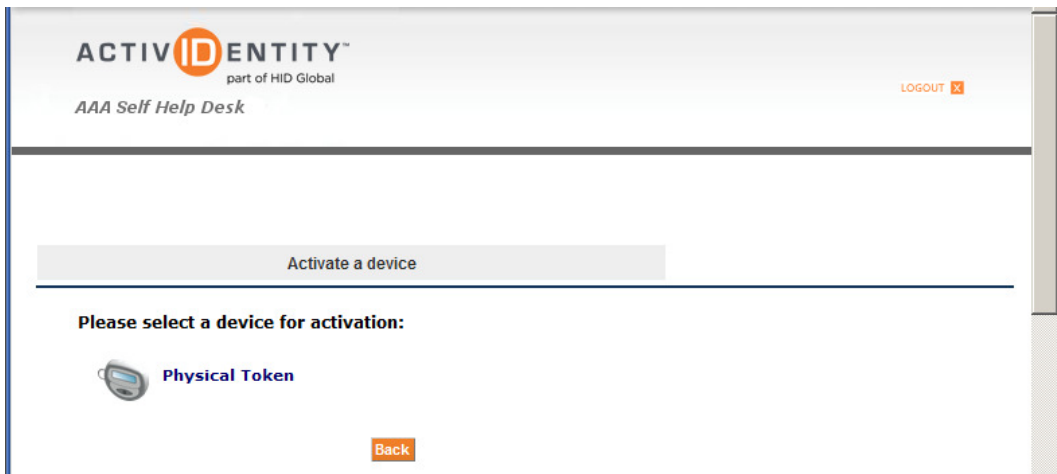 ACTIVIDENTITY™
part of HID Global
AAA Self Help Desk
LOGOUT X
Activate a device
Please select a device for activation:
Physical Token
Back